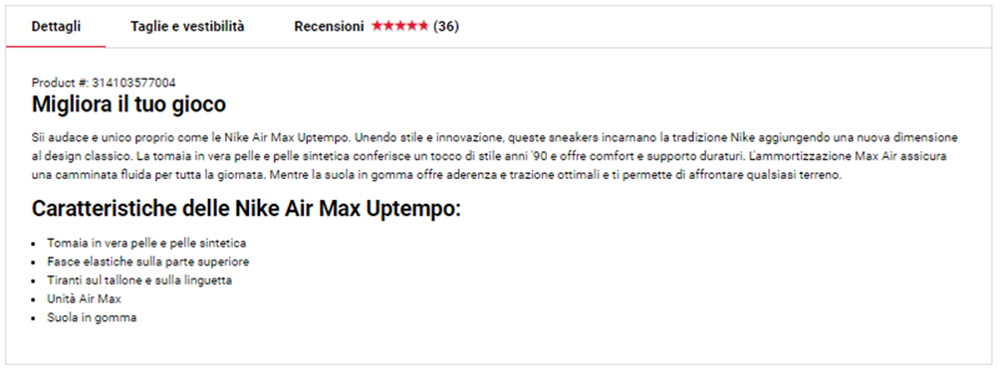 Dettagli Taglie e vestibilità Recensioni (36)
Product #: 314103577004
Migliora il tuo gioco
Sii audace e unico proprio come le Nike Air Max Uptempo. Unendo stile e innovazione, queste sneakers incarnano la tradizione Nike aggiungendo una nuova dimensione
al design classico. La tomaia in vera pelle e pelle sintetica conferisce un tocco di stile anni '90 e offre comfort e supporto duraturi. L'ammortizzazione Max Air assicura
una camminata fluida per tutta la giornata. Mentre la suola in gomma offre aderenza e trazione ottimali e ti permette di affrontare qualsiasi terreno.
Caratteristiche delle Nike Air Max Uptempo:
• Tomaia in vera pelle e pelle sintetica
• Fasce elastiche sulla parte superiore
• Tiranti sul tallone e sulla linguetta
• Unità Air Max
• Suola in gomma